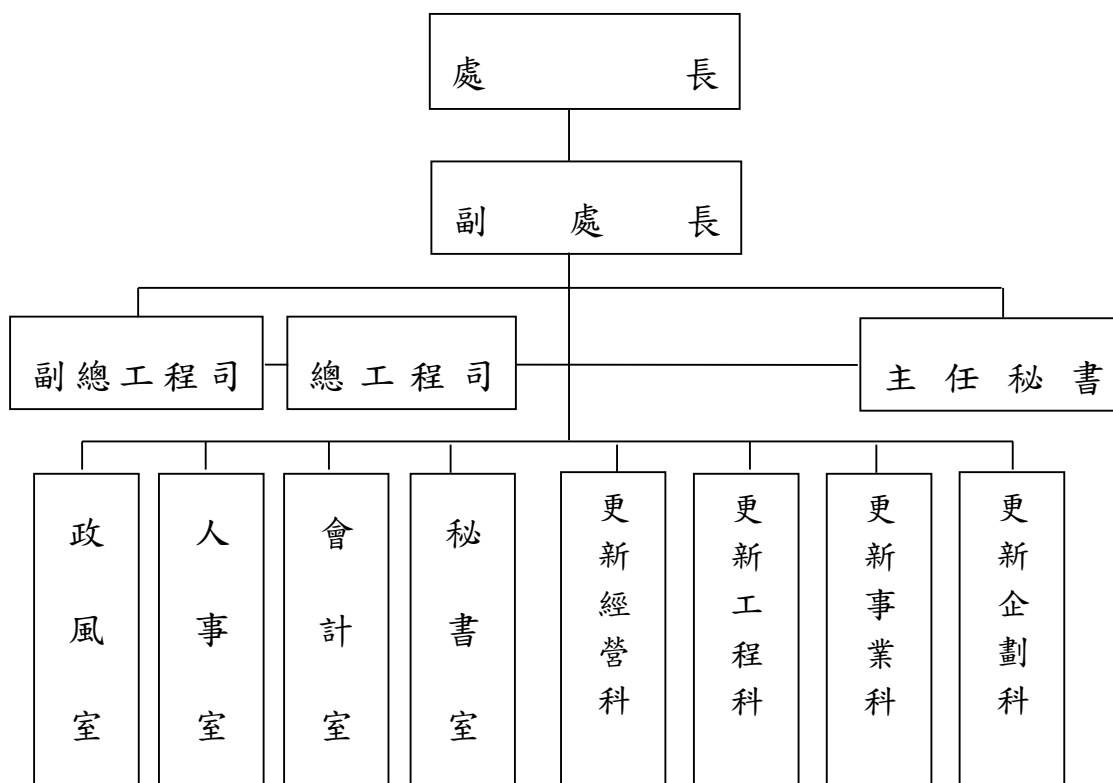 處長
副處長
副總工程司
總工程司
主任秘書
政風室
人事室
會計室
秘書室
更新經營科
更新工程科
更新事業科
更新企劃科